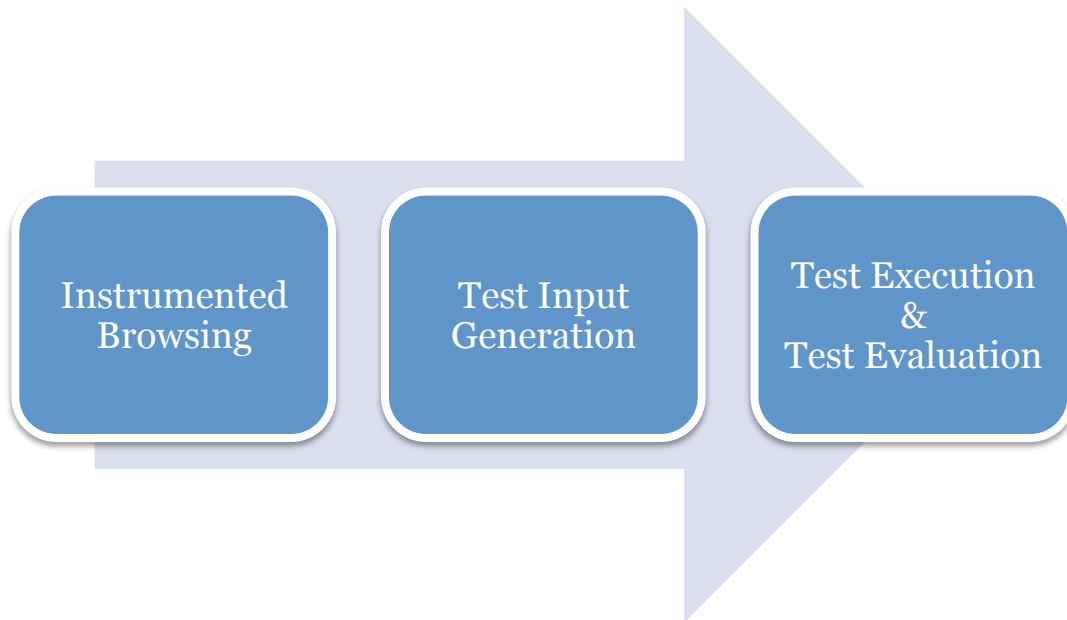 Instrumented
Browsing
Test Input
Generation
Test Execution
&
Test Evaluation